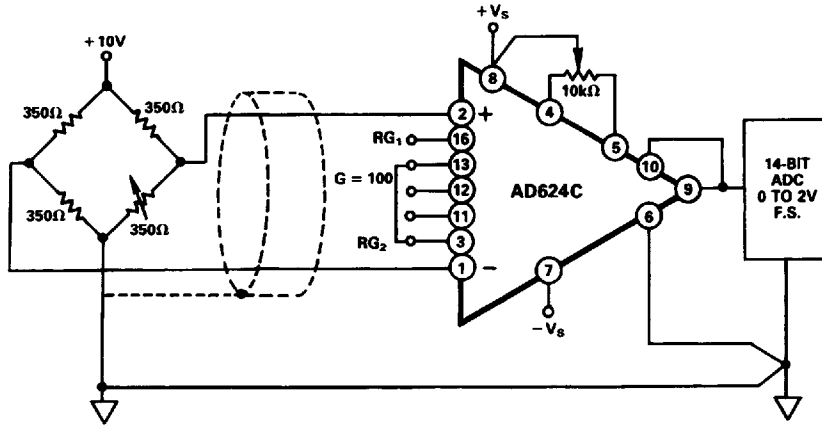 +10V
350Ω
350Ω
350Ω
350Ω
+VS
10kΩ
8
4
5
10
9
6
7
2
+
RG1
16
13
G = 100
12
11
RG2
3
1
−
AD624C
−VS
14-BIT
ADC
0 TO 2V
F.S.